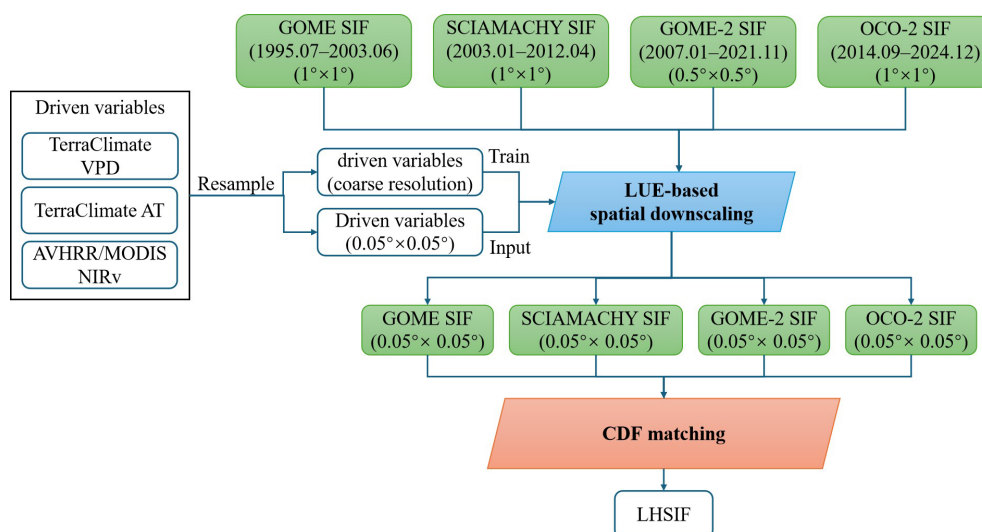 GOME SIF
(1995.07–2003.06)
(1°×1°)
SCIAMACHY SIF
(2003.01–2012.04)
(1°×1°)
GOME-2 SIF
(2007.01–2021.11)
(0.5°×0.5°)
OCO-2 SIF
(2014.09–2024.12)
(1°×1°)
Driven variables
TerraClimate
VPD
TerraClimate AT
AVHRR/MODIS
NIRv
Resample
driven variables
(coarse resolution)
Driven variables
(0.05°×0.05°)
Train
Input
LUE-based
spatial downscaling
GOME SIF
(0.05°× 0.05°)
SCIAMACHY SIF
(0.05°× 0.05°)
GOME-2 SIF
(0.05°× 0.05°)
OCO-2 SIF
(0.05°× 0.05°)
CDF matching
LHSIF